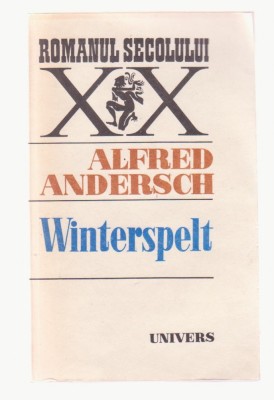 ROMANUL SECOLULUI
XX
ALFRED
ANDERSCH
Winterspelt
UNIVERS